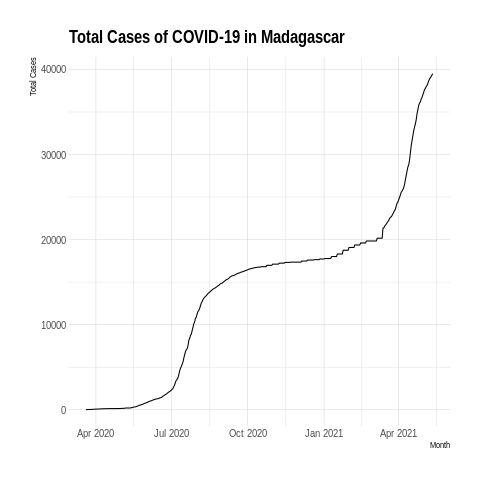 Total Cases of COVID-19 in Madagascar
Total Cases
40000
30000
20000
10000
0
Apr 2020 Jul 2020 Oct 2020 Jan 2021 Apr 2021
Month